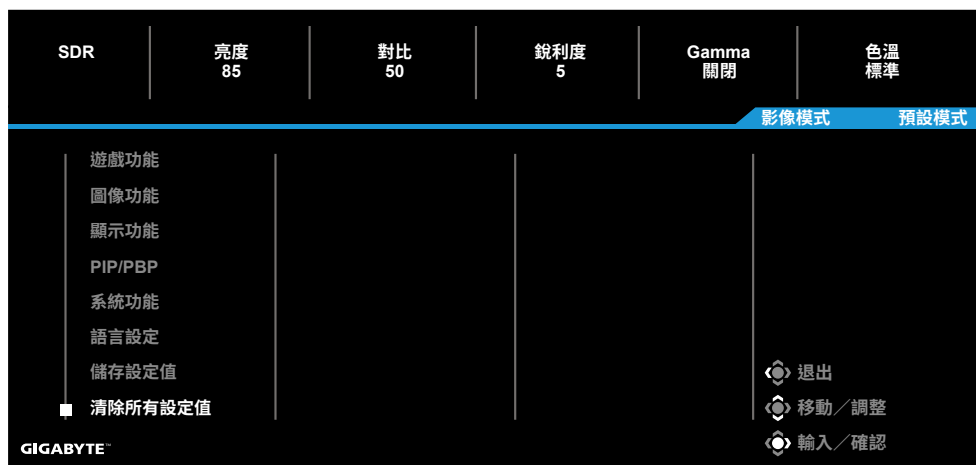 SDR 亮度 對比 銳利度 Gamma 色溫
85 50 5 關閉 標準
影像模式 預設模式
遊戲功能
圖像功能
顯示功能
PIP/PBP
系統功能
語言設定
儲存設定值
退出
清除所有設定值
移動／調整
GIGABYTE™
輸入／確認